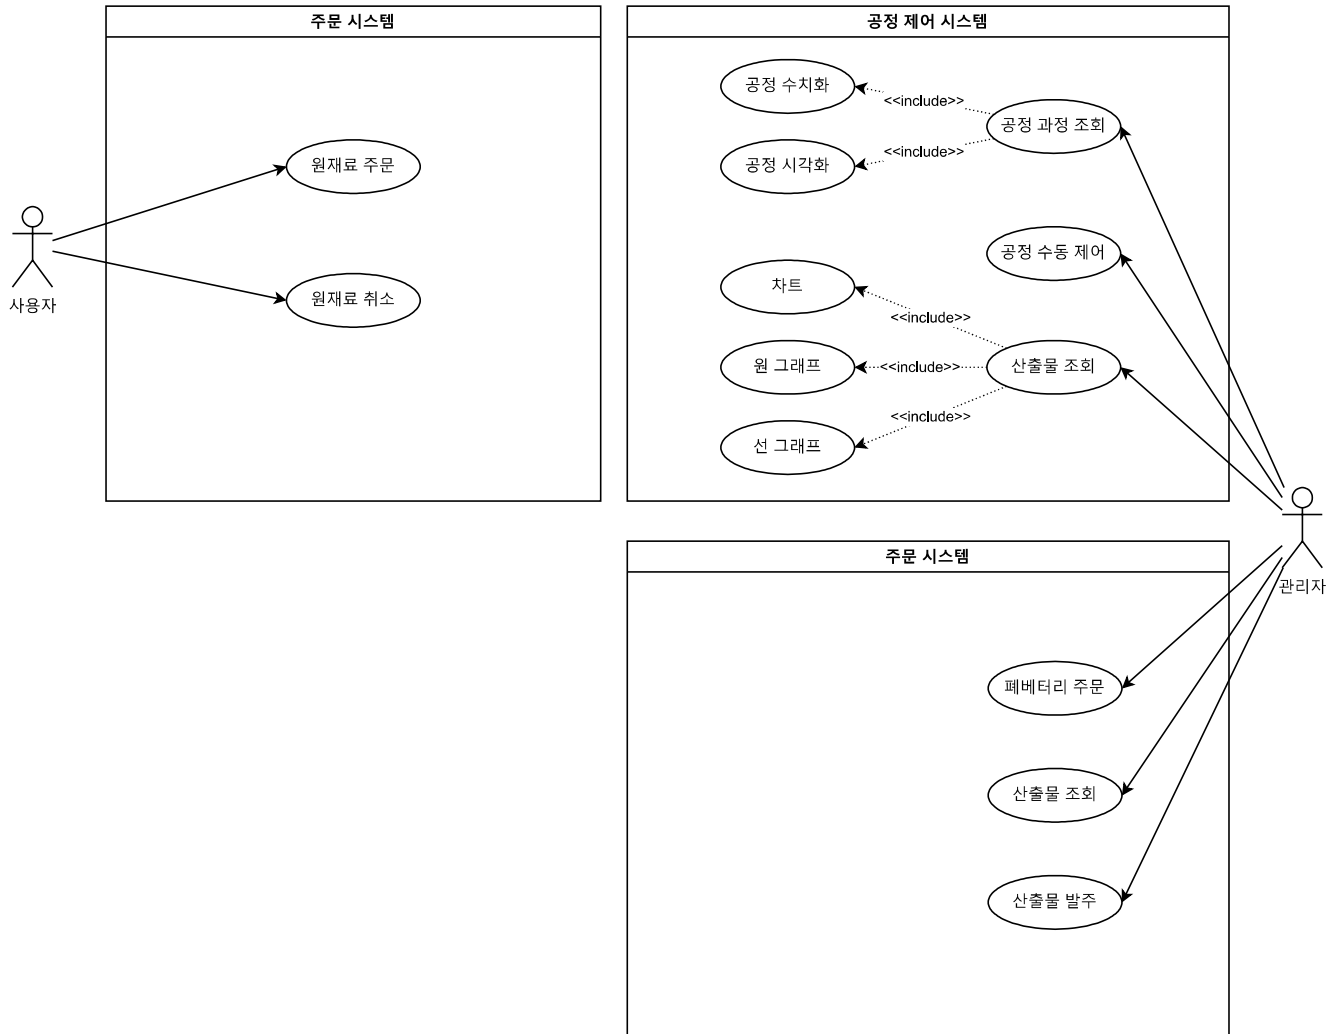 주문 시스템
원재료 주문
원재료 취소
사용자
공정 제어 시스템
공정 수치화
<<include>>
공정 과정 조회
<<include>>
공정 시각화
공정 수동 제어
차트
<<include>>
원 그래프
<<include>>
산출물 조회
<<include>>
선 그래프
관리자
주문 시스템
폐베터리 주문
산출물 조회
산출물 발주